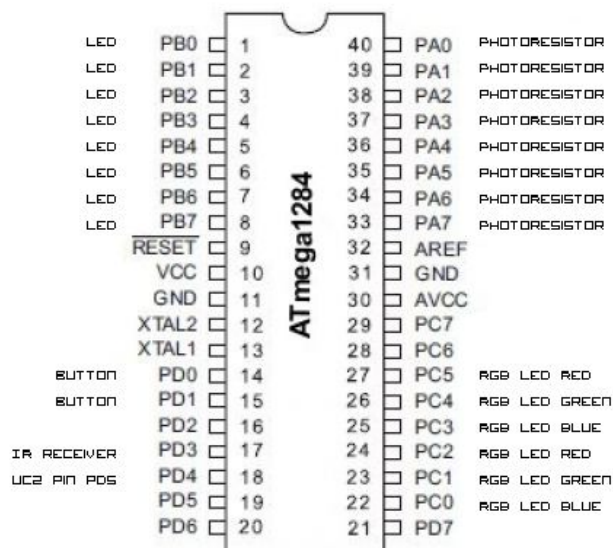 LED PB0 1 40 PA0 PHOTORESISTOR
LED PB1 2 39 PA1 PHOTORESISTOR
LED PB2 3 38 PA2 PHOTORESISTOR
LED PB3 4 37 PA3 PHOTORESISTOR
LED PB4 5 36 PA4 PHOTORESISTOR
LED PB5 6 35 PA5 PHOTORESISTOR
LED PB6 7 34 PA6 PHOTORESISTOR
LED PB7 8 33 PA7 PHOTORESISTOR
RESET 9 32 AREF
VCC 10 31 GND
GND 11 30 AVCC
XTAL2 12 29 PC7
XTAL1 13 28 PC6
BUTTON PD0 14 27 PC5 RGB LED RED
BUTTON PD1 15 26 PC4 RGB LED GREEN
PD2 16 25 PC3 RGB LED BLUE
IR RECEIVER PD3 17 24 PC2 RGB LED RED
UC2 PIN PD5 PD4 18 23 PC1 RGB LED GREEN
PD5 19 22 PC0 RGB LED BLUE
PD6 20 21 PD7
ATmega1284